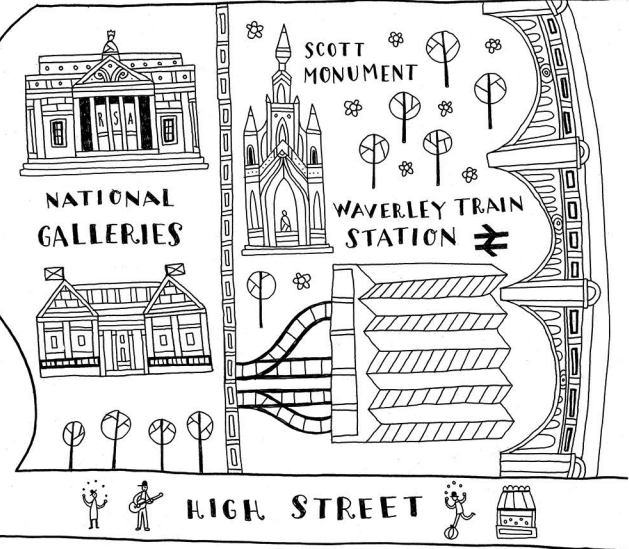 RSA
NATIONAL
GALLERIES
SCOTT
MONUMENT
WAVERLEY TRAIN
STATION
HIGH STREET